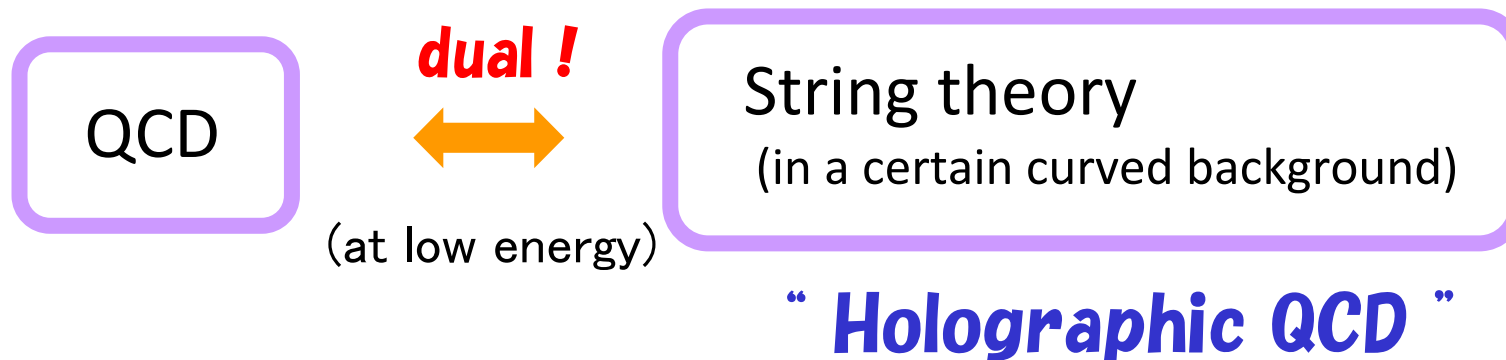 QCD
dual !
(at low energy)
String theory
(in a certain curved background)
“ Holographic QCD ”